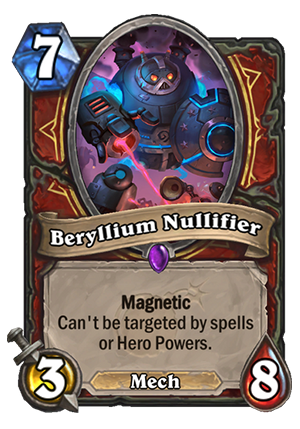 7
Beryllium Nullifier
Magnetic
Can't be targeted by spells
or Hero Powers.
3
Mech
8